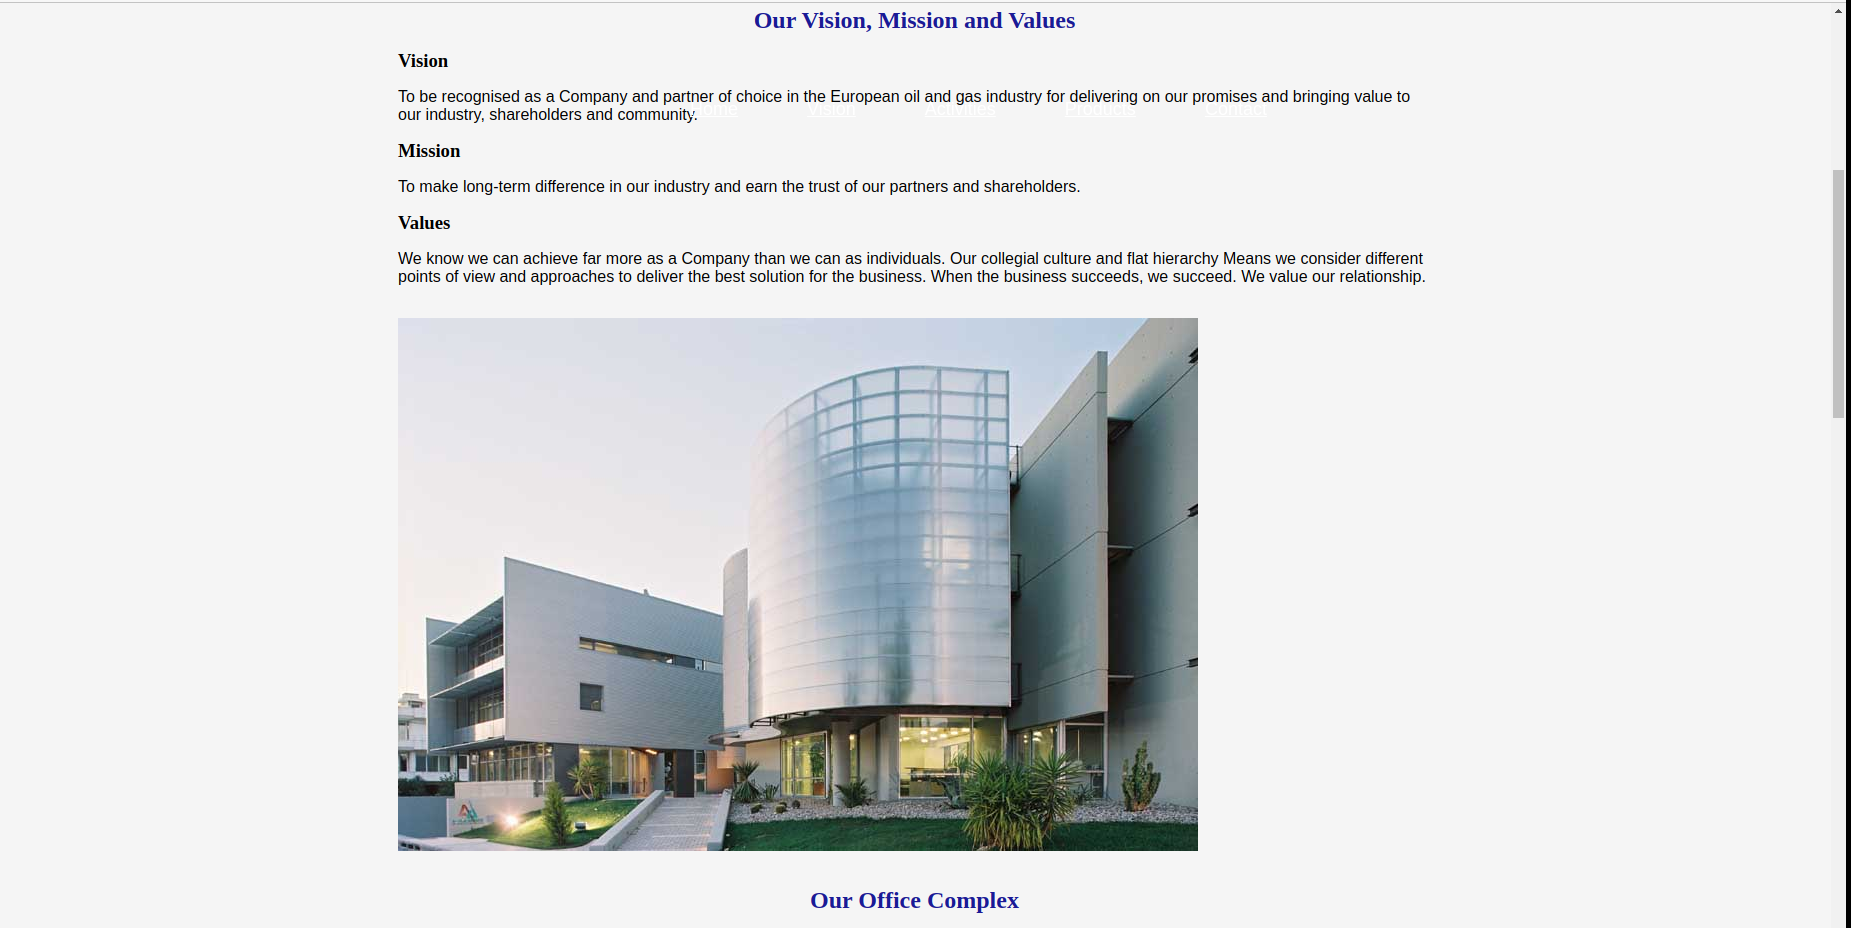 Our Vision, Mission and Values
Vision
To be recognised as a Company and partner of choice in the European oil and gas industry for delivering on our promises and bringing value to
our industry, shareholders and community.
Vision Activities Products Contact
Mission
To make long-term difference in our industry and earn the trust of our partners and shareholders.
Values
We know we can achieve far more as a Company than we can as individuals. Our collegial culture and flat hierarchy Means we consider different
points of view and approaches to deliver the best solution for the business. When the business succeeds, we succeed. We value our relationship.
Our Office Complex